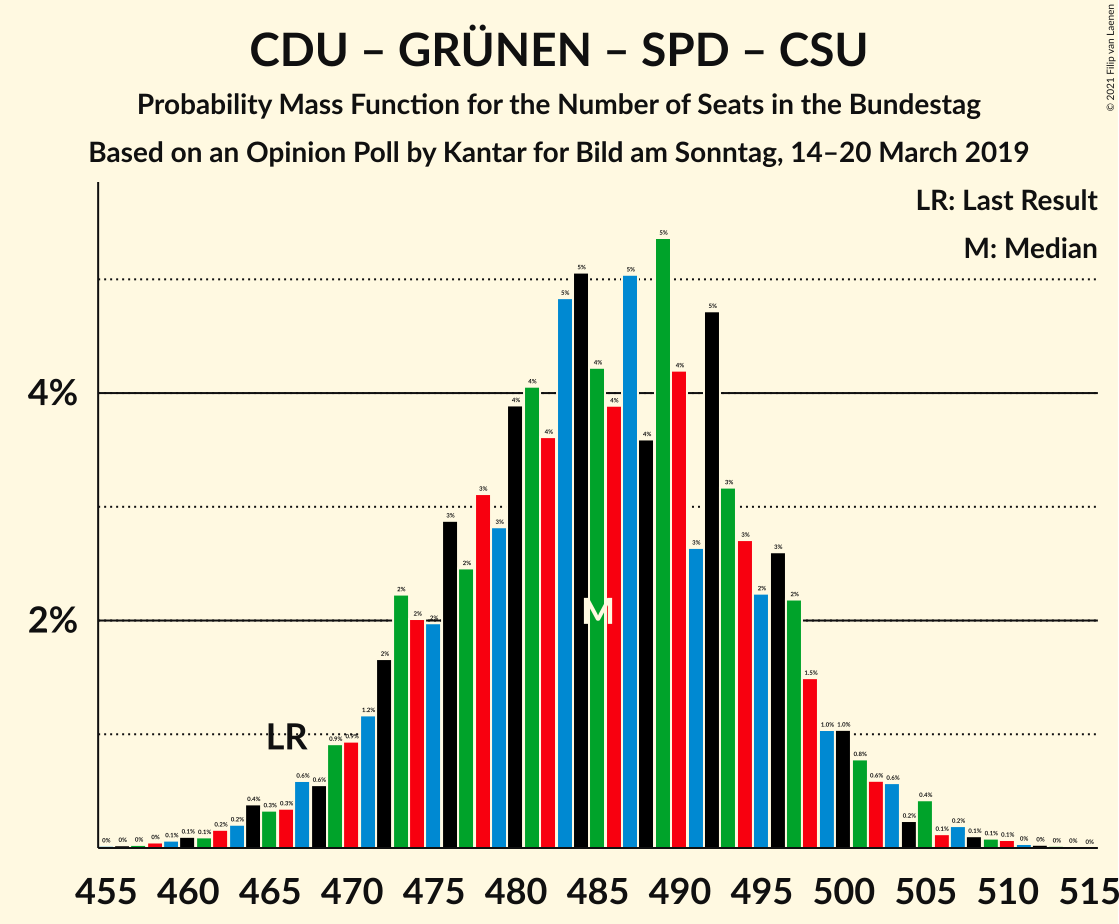 CDU – GRÜNEN – SPD – CSU
Probability Mass Function for the Number of Seats in the Bundestag
Based on an Opinion Poll by Kantar for Bild am Sonntag, 14–20 March 2019
© 2021 Filip van Laenen
LR: Last Result
M: Median
4%
2%
0% 0% 0% 0% 0.1% 0.1% 0.1% 0.2% 0.2% 0.4% 0.3% 0.3% 0.6% 0.6% 0.9% 0.9% 1.2% 2% 2% 2% 2% 3% 2% 3% 3% 4% 4% 4% 5% 5% 4% 4% 5% 4% 5% 4% 3% 5% 3% 3% 2% 3% 2% 1.5% 1.0% 1.0% 0.8% 0.6% 0.6% 0.2% 0.4% 0.1% 0.2% 0.1% 0.1% 0.1% 0% 0% 0% 0% 0%
LR
M
455 460 465 470 475 480 485 490 495 500 505 510 515